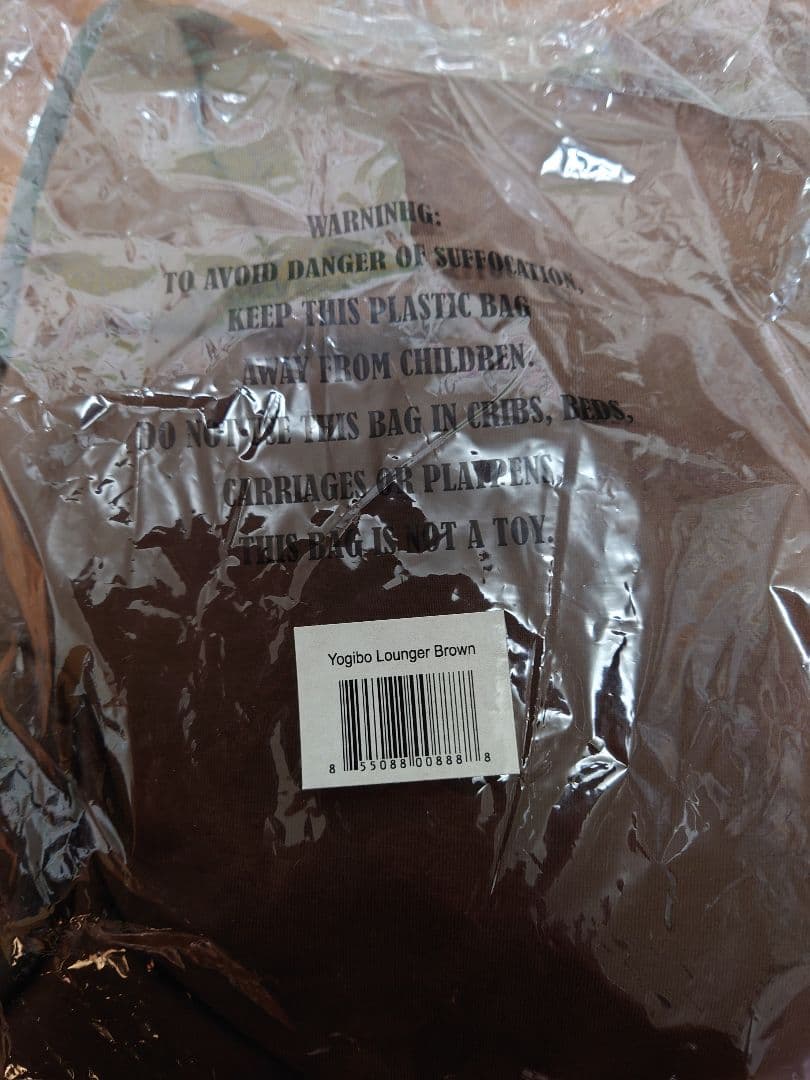 WARNINHG:
TO AVOID DANGER OF SUFFOCATION,
KEEP THIS PLASTIC BAG
AWAY FROM CHILDREN.
DO NOT USE THIS BAG IN CRIBS, BEDS,
CARRIAGES OR PLAYPENS,
THIS BAG IS NOT A TOY.
Yogibo Lounger Brown
8 55088 00888 8